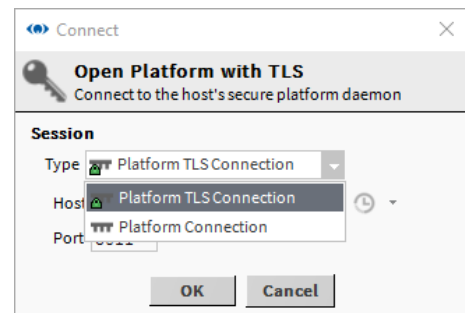 Connect
Open Platform with TLS
Connect to the host's secure platform daemon
Session
Type Platform TLS Connection
Host Platform TLS Connection
Platform Connection
Port
OK Cancel